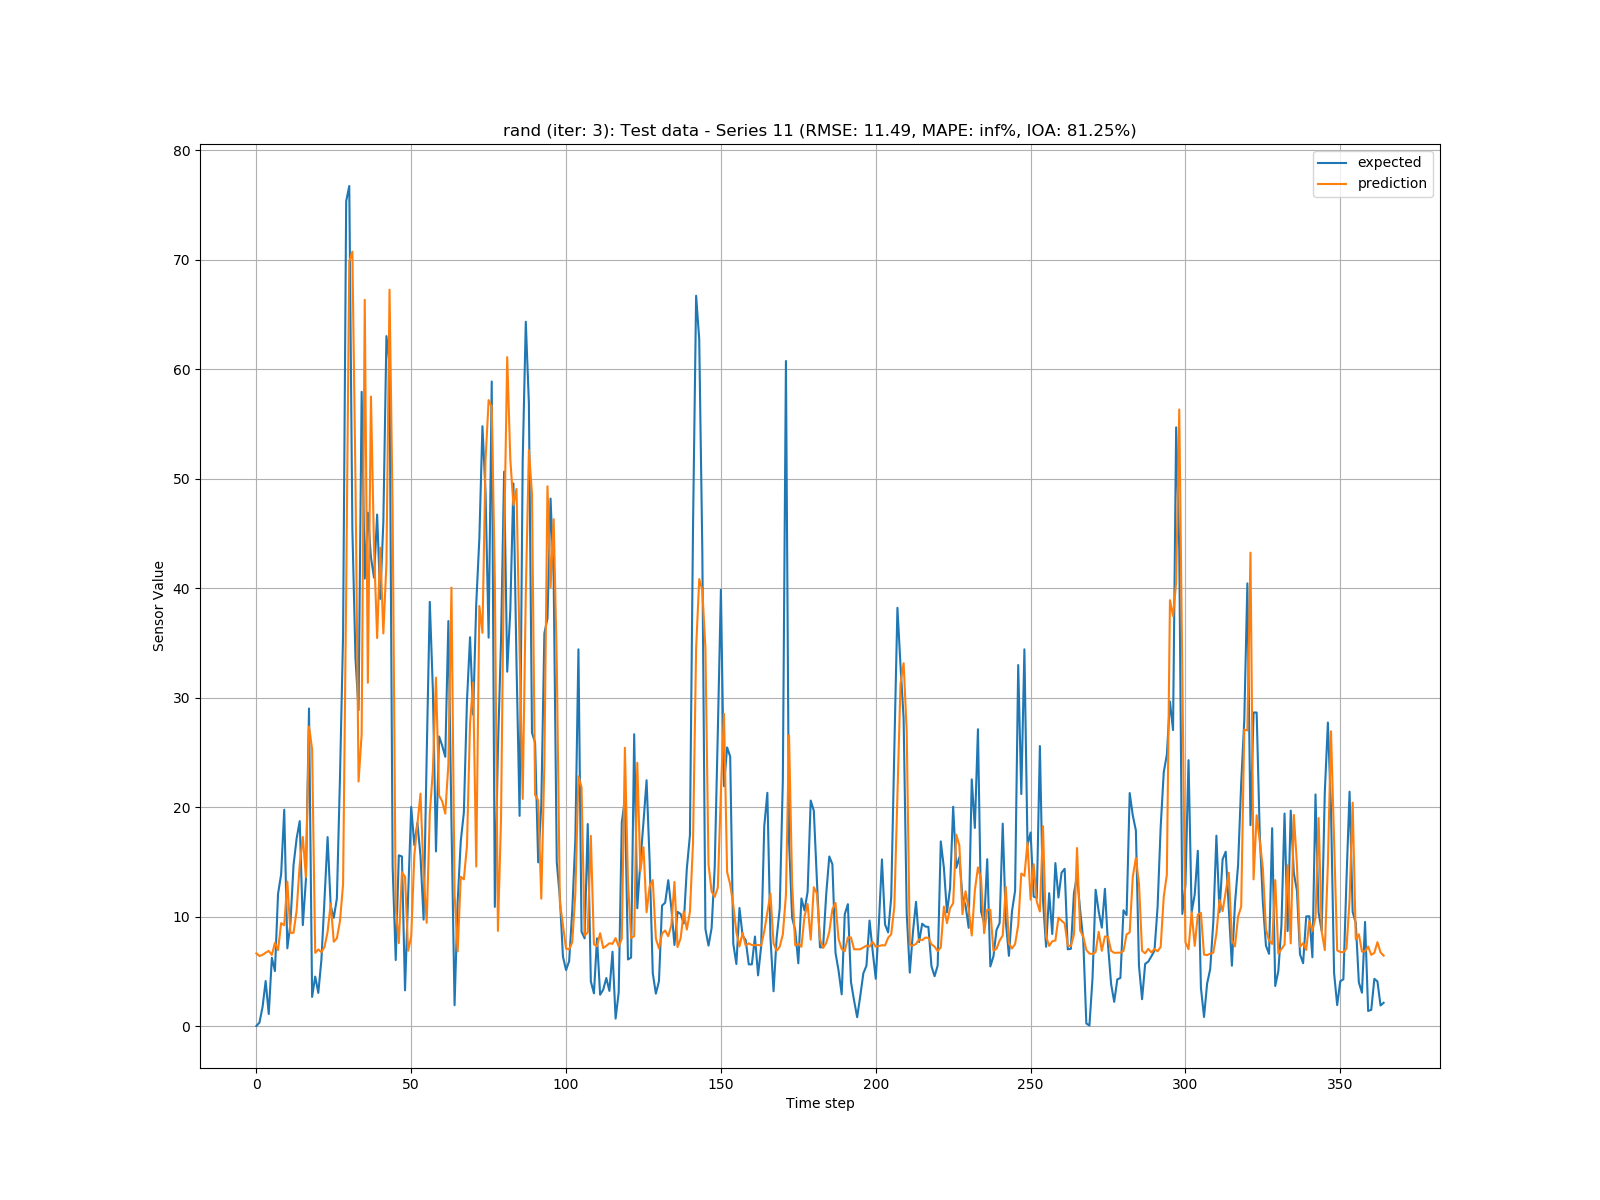 rand (iter: 3): Test data - Series 11 (RMSE: 11.49, MAPE: inf%, IOA: 81.25%)
expected
prediction
80
70
60
50
40
30
20
10
0
Sensor Value
0 50 100 150 200 250 300 350
Time step